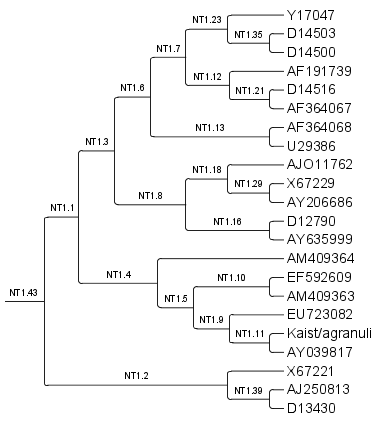 Y17047
NT1.23
D14503
NT1.35
NT1.7
D14500
AF191739
NT1.12
D14516
NT1.6
NT1.21
AF364067
AF364068
NT1.13
U29386
NT1.3
AJO11762
NT1.18
X67229
NT1.29
NT1.8
AY206686
D12790
NT1.1
NT1.16
AY635999
AM409364
NT1.4
EF592609
NT1.10
NT1.43
AM409363
NT1.5
EU723082
NT1.9
Kaist/agranuli
NT1.11
AY039817
X67221
NT1.2
AJ250813
NT1.39
D13430